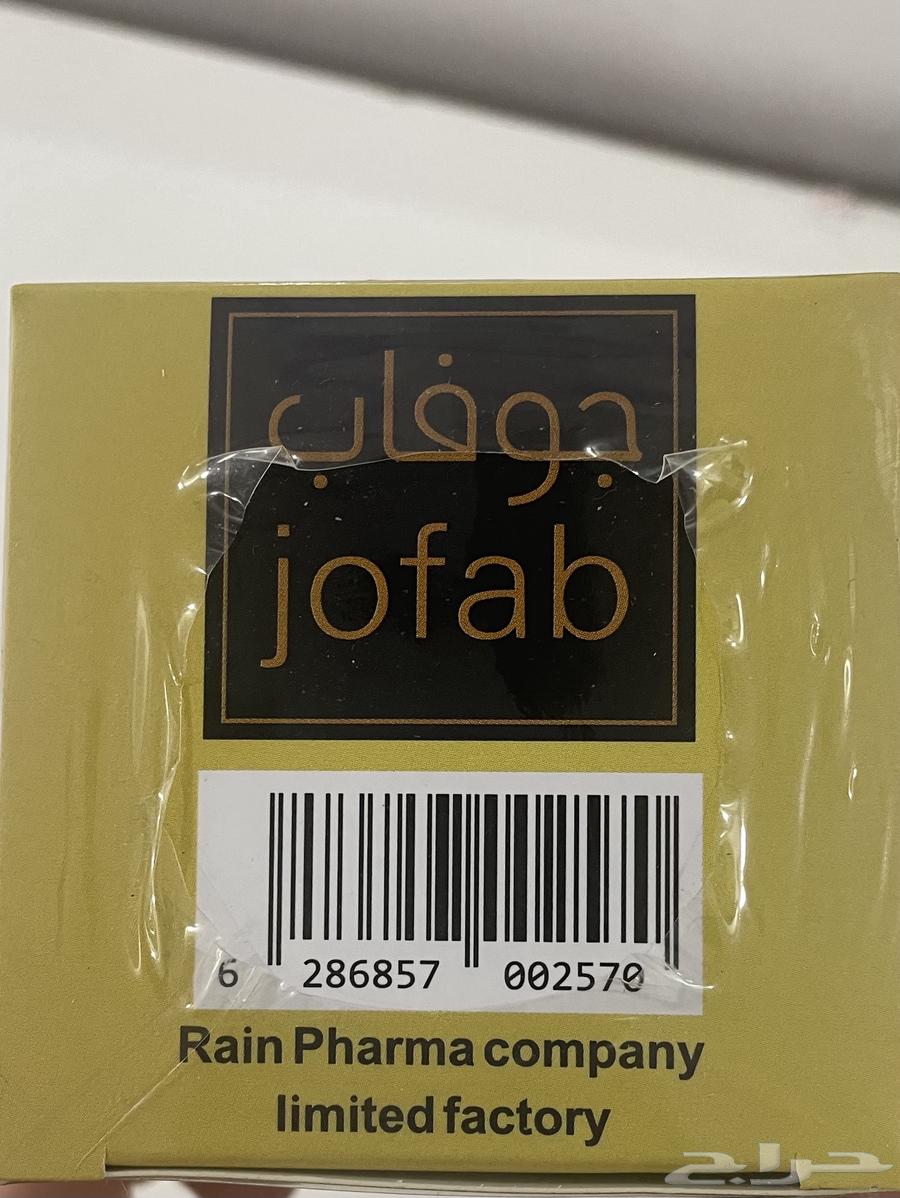 جوفاب
jofab
6 286857 002570
Rain Pharma company
limited factory
حراج